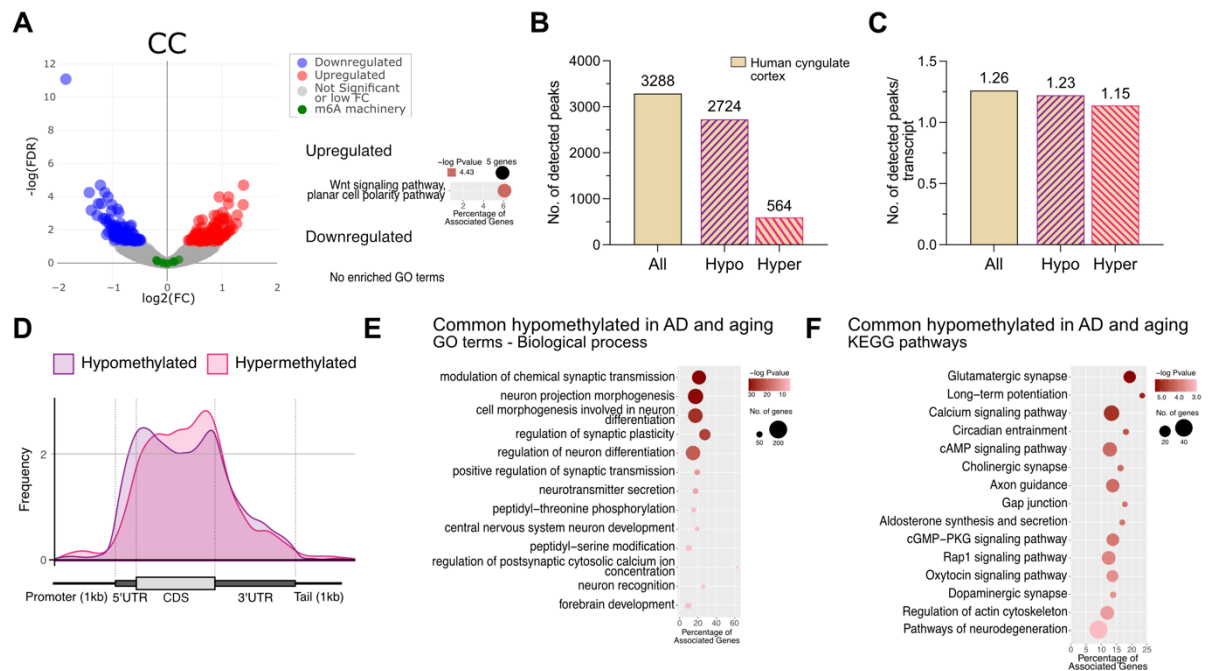 A
CC
12
10
8
6
4
2
0
−2
-log(FDR)
−2
−1
0
1
2
log2(FC)
Downregulated
Upregulated
Not Significant
or low FC
m6A machinery
Upregulated
−log Pvalue
5 genes
4.43
Wnt signaling pathway,
planar cell polarity pathway
2
4
6
Percentage of
Associated Genes
Downregulated
No enriched GO terms
B
No. of detected peaks
4000
3000
2000
1000
0
3288
2724
564
All
Hypo
Hyper
Human cyngulate
cortex
C
No. of detected peaks/
transcript
1.5
1.0
0.5
0.0
1.26
1.23
1.15
All
Hypo
Hyper
D
Hypomethylated
Hypermethylated
Frequency
2
0
Promoter (1kb)
5'UTR
CDS
3'UTR
Tail (1kb)
E
Common hypomethylated in AD and aging
GO terms - Biological process
modulation of chemical synaptic transmission
neuron projection morphogenesis
cell morphogenesis involved in neuron
differentiation
regulation of synaptic plasticity
regulation of neuron differentiation
positive regulation of synaptic transmission
neurotransmitter secretion
peptidyl−threonine phosphorylation
central nervous system neuron development
peptidyl−serine modification
regulation of postsynaptic cytosolic calcium ion
concentration
neuron recognition
forebrain development
0
20
40
60
Percentage of
Associated Genes
−log Pvalue
30
20
10
No. of genes
50
200
F
Common hypomethylated in AD and aging
KEGG pathways
Glutamatergic synapse
Long−term potentiation
Calcium signaling pathway
Circadian entrainment
cAMP signaling pathway
Cholinergic synapse
Axon guidance
Gap junction
Aldosterone synthesis and secretion
cGMP−PKG signaling pathway
Rap1 signaling pathway
Oxytocin signaling pathway
Dopaminergic synapse
Regulation of actin cytoskeleton
Pathways of neurodegeneration
0
5
10
15
20
25
Percentage of
Associated Genes
−log Pvalue
5.0
4.0
3.0
No. of genes
20
40